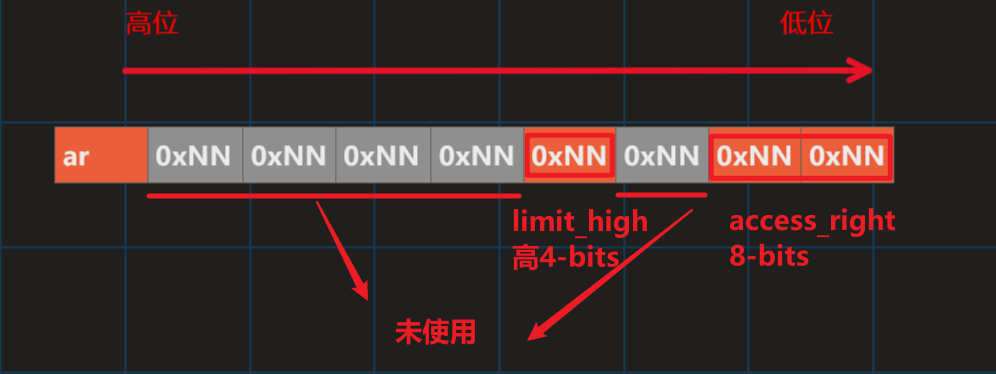 高位 低位
ar 0xNN 0xNN 0xNN 0xNN 0xNN 0xNN 0xNN 0xNN
limit_high
高4-bits
access_right
8-bits
未使用